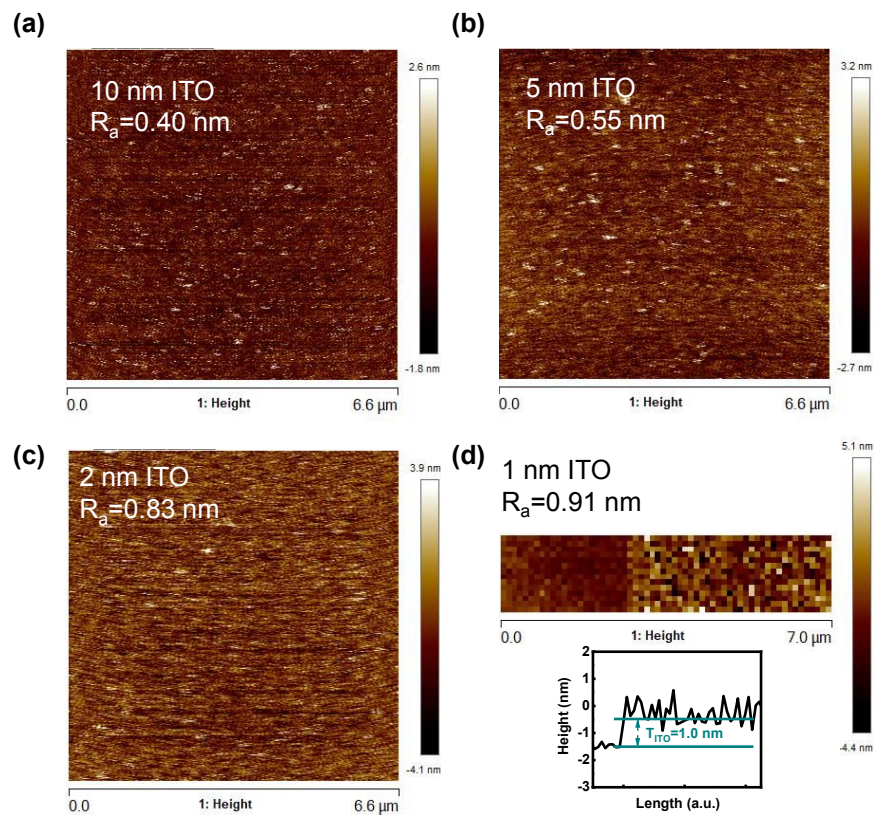 (a)
10 nm ITO
Ra=0.40 nm
2.6 nm
-1.8 nm
0.0 1: Height 6.6 µm
(b)
5 nm ITO
Ra=0.55 nm
3.2 nm
-2.7 nm
0.0 1: Height 6.6 µm
(c)
2 nm ITO
Ra=0.83 nm
3.9 nm
-4.1 nm
0.0 1: Height 6.6 µm
(d)
1 nm ITO
Ra=0.91 nm
5.1 nm
-4.4 nm
0.0 1: Height 7.0 µm
Height (nm)
2
1
0
-1
-2
-3
TITO=1.0 nm
Length (a.u.)